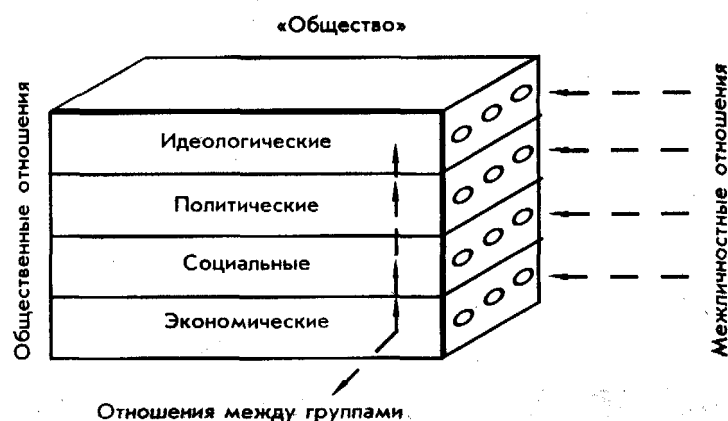 «Общество»
Общественные отношения
Идеологические
Политические
Социальные
Экономические
Межличностные отношения
Отношения между группами